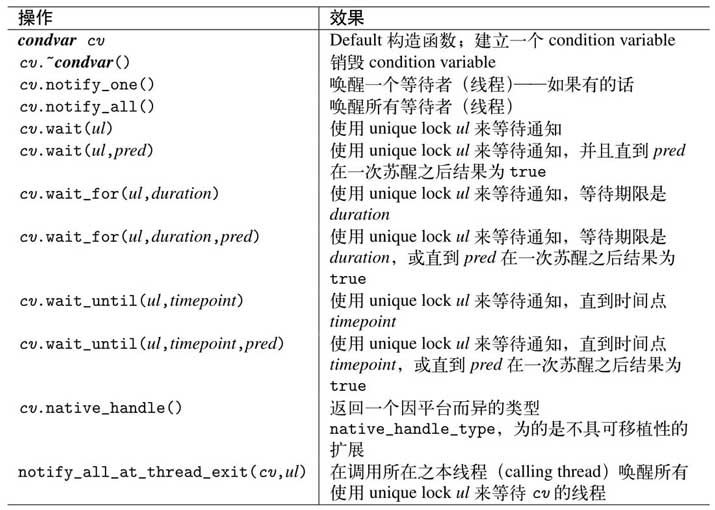 操作 效果
condvar cv Default 构造函数；建立一个 condition variable
cv.~condvar() 销毁 condition variable
cv.notify_one() 唤醒一个等待者（线程）——如果有的话
cv.notify_all() 唤醒所有等待者（线程）
cv.wait(ul) 使用 unique lock ul 来等待通知
cv.wait(ul,pred) 使用 unique lock ul 来等待通知，并且直到 pred
在一次苏醒之后结果为 true
cv.wait_for(ul,duration) 使用 unique lock ul 来等待通知，等待期限是
duration
cv.wait_for(ul,duration,pred) 使用 unique lock ul 来等待通知，等待期限是
duration，或直到 pred 在一次苏醒之后结果为
true
cv.wait_until(ul,timepoint) 使用 unique lock ul 来等待通知，直到时间点
timepoint
cv.wait_until(ul,timepoint,pred) 使用 unique lock ul 来等待通知，直到时间点
timepoint，或直到 pred 在一次苏醒之后结果为
true
cv.native_handle() 返回一个因平台而异的类型
native_handle_type，为的是不具可移植性的
扩展
notify_all_at_thread_exit(cv,ul) 在调用所在之本线程（calling thread）唤醒所有
使用 unique lock ul 来等待 cv 的线程